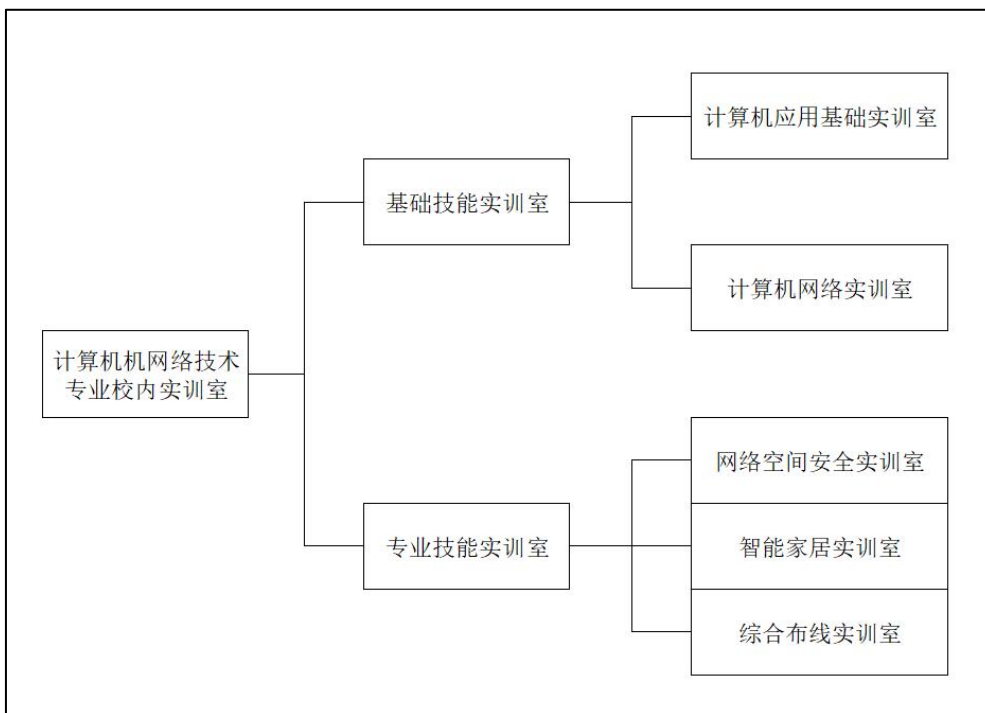 计算机机网络技术
专业校内实训室
基础技能实训室
计算机应用基础实训室
计算机网络实训室
专业技能实训室
网络空间安全实训室
智能家居实训室
综合布线实训室